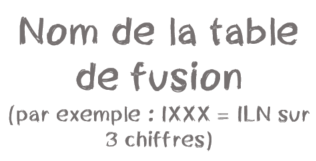 Nom de la table
de fusion
(par exemple : IXXX = ILN sur
3 chiffres)